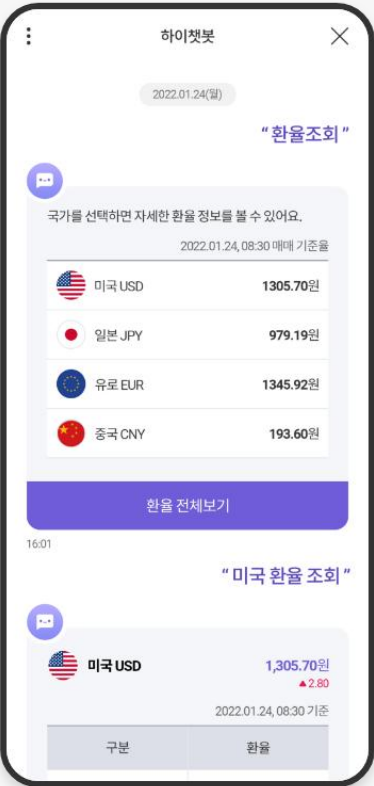 하이챗봇
2022.01.24(월)
“환율조회”
국가를 선택하면 자세한 환율 정보를 볼 수 있어요.
2022.01.24, 08:30 매매 기준율
미국 USD 1305.70원
일본 JPY 979.19원
유로 EUR 1345.92원
중국 CNY 193.60원
환율 전체보기
16:01
“미국 환율 조회”
미국 USD 1,305.70원
▲2.80
2022.01.24, 08:30 기준
구분 환율